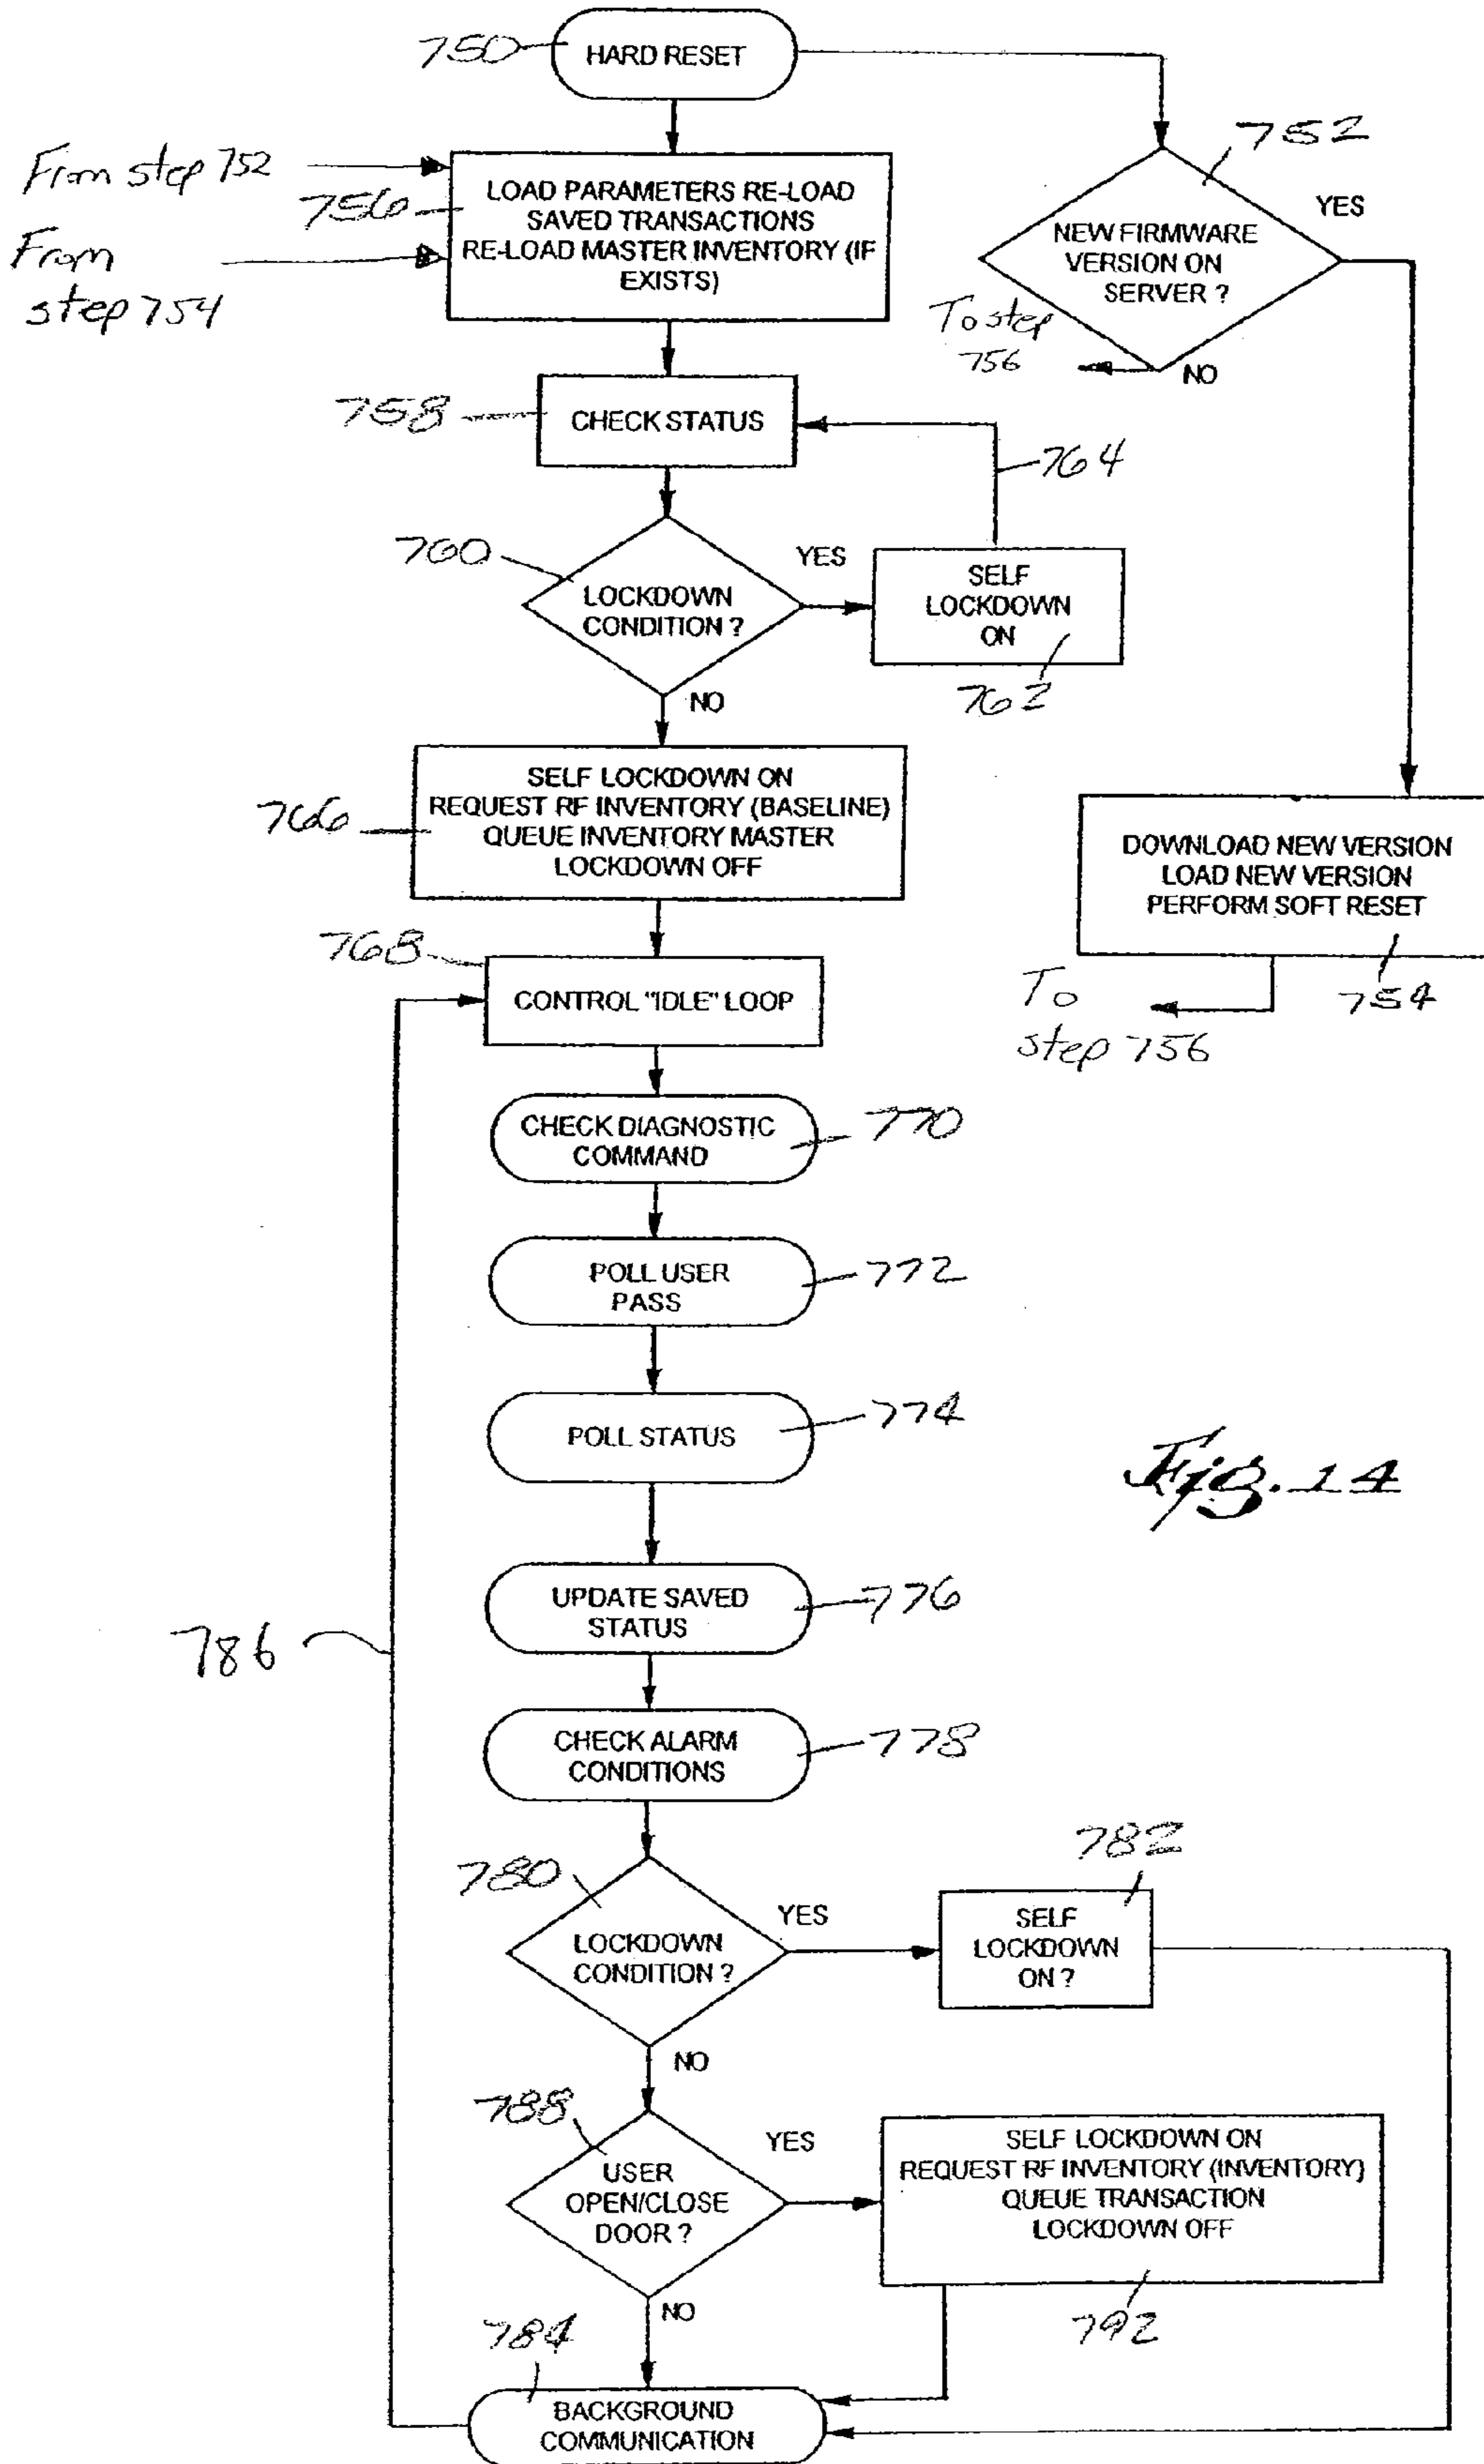 750
HARD RESET
752
From step 752
756
LOAD PARAMETERS RE-LOAD
SAVED TRANSACTIONS
RE-LOAD MASTER INVENTORY (IF
EXISTS)
YES
NEW FIRMWARE
VERSION ON
SERVER ?
From
step 754
To step
756
NO
758
CHECK STATUS
764
760
YES
LOCKDOWN
CONDITION ?
SELF
LOCKDOWN
ON
762
NO
766
SELF LOCKDOWN ON
REQUEST RF INVENTORY (BASELINE)
QUEUE INVENTORY MASTER
LOCKDOWN OFF
DOWNLOAD NEW VERSION
LOAD NEW VERSION
PERFORM SOFT RESET
754
To
step 756
768
CONTROL "IDLE" LOOP
CHECK DIAGNOSTIC
COMMAND
770
POLL USER
PASS
772
POLL STATUS
774
Fig. 14
UPDATE SAVED
STATUS
776
786
CHECK ALARM
CONDITIONS
778
780
LOCKDOWN
CONDITION ?
YES
782
SELF
LOCKDOWN
ON ?
NO
788
USER
OPEN/CLOSE
DOOR ?
YES
SELF LOCKDOWN ON
REQUEST RF INVENTORY (INVENTORY)
QUEUE TRANSACTION
LOCKDOWN OFF
792
NO
784
BACKGROUND
COMMUNICATION